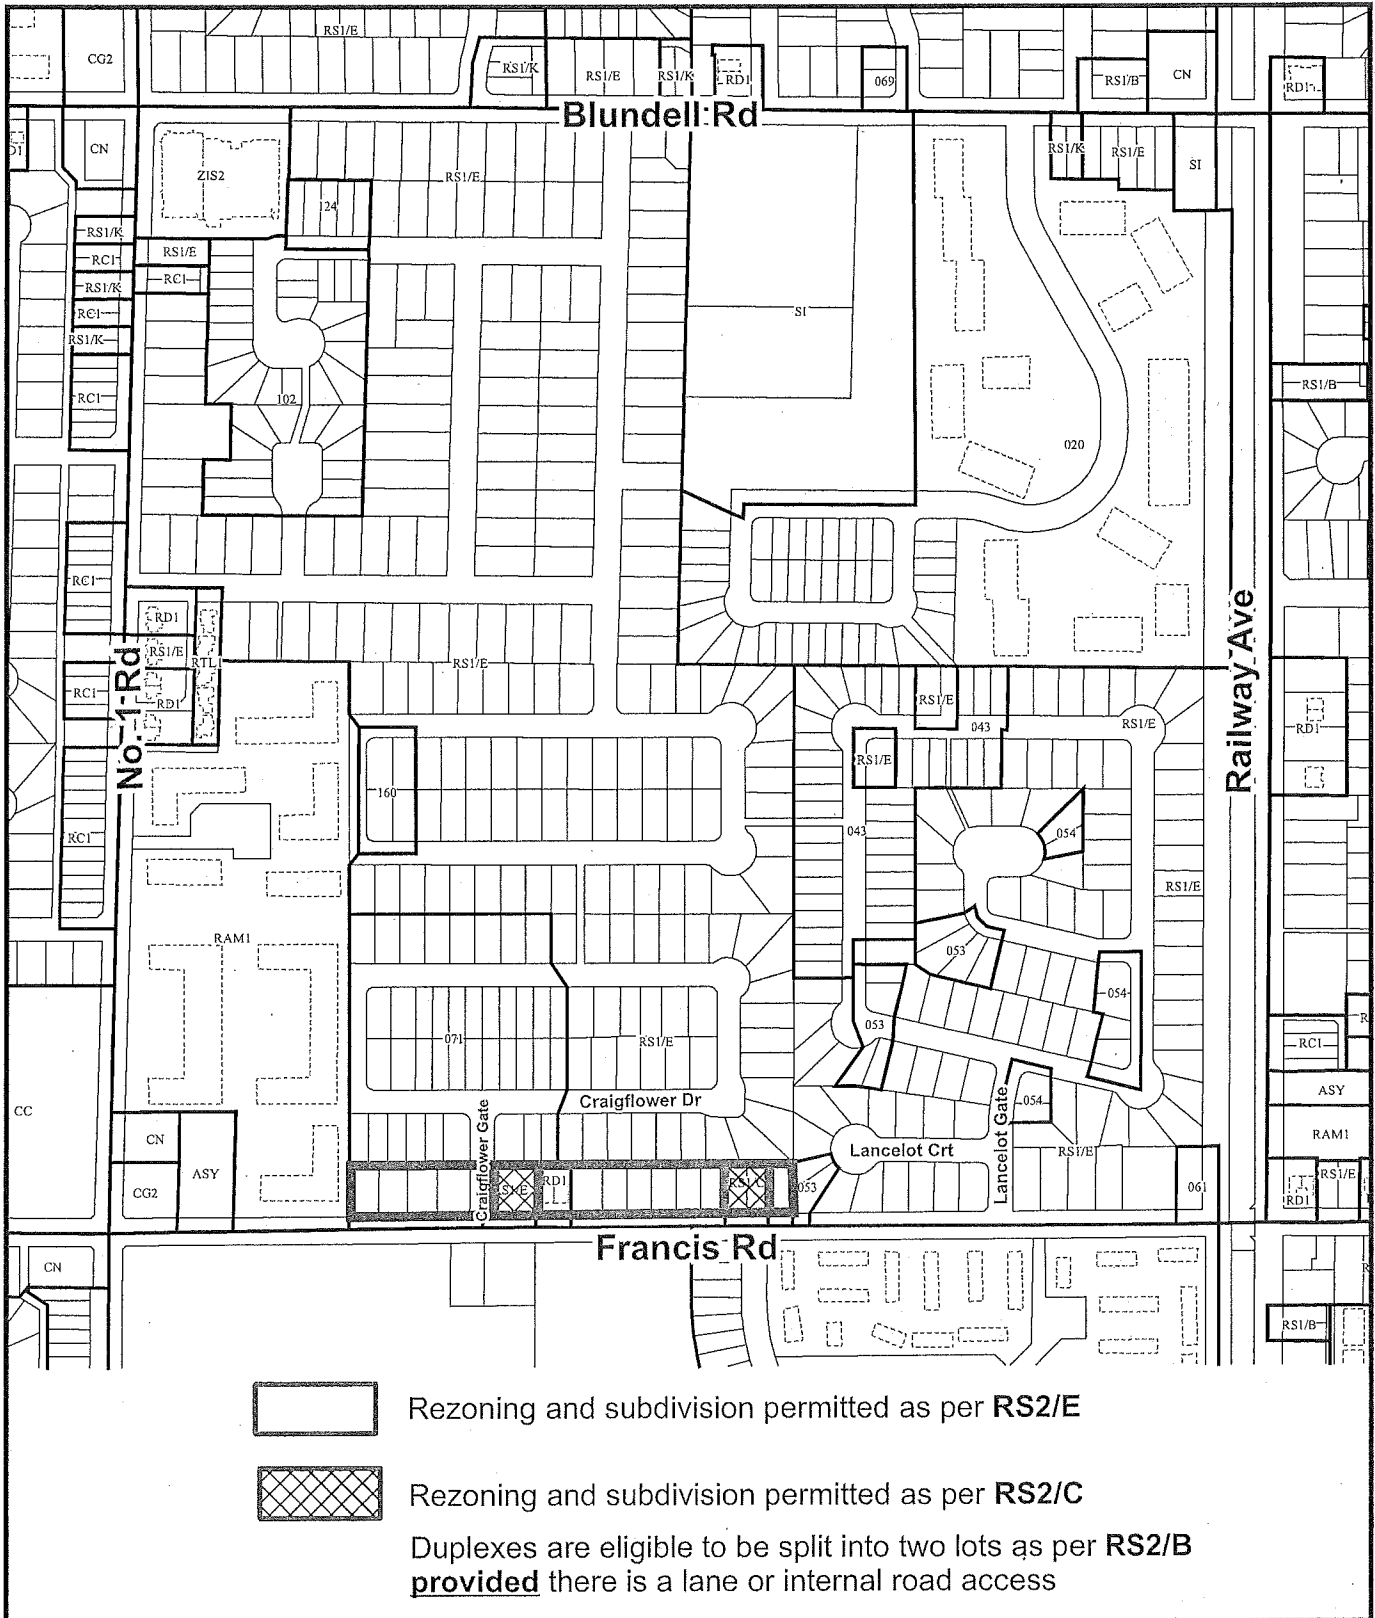 RS1/E
CG2
RS1/K
RS1/E
RS1/K
RD1
069
RS1/B
CN
RD1
Blundell Rd
CN
ZIS2
24
RS1/E
RS1/K
RS1/E
SI
RS1/K
RS1/E
RC1
RC1
RS1/K
RC1
RS1/K
RC1
102
SI
020
RS1/B
RC1
RD1
RS1/E
RTL1
RD1
RC1
No. 1 Rd
RS1/E
RS1/E
043
RS1/E
RD1
Railway Ave
RS1/E
160
043
054
RC1
RS1/E
RAM1
053
054
053
071
RS1/E
RC1
CC
Craigflower Dr
054
ASY
Craigflower Gate
Lancelot Gate
CN
ASY
Lancelot Crt
RS1/E
RAM1
CG2
RD1
RS1/C
053
061
RD1
RS1/E
Francis Rd
CN
RS1/B
Rezoning and subdivision permitted as per RS2/E
Rezoning and subdivision permitted as per RS2/C
Duplexes are eligible to be split into two lots as per RS2/B
provided there is a lane or internal road access